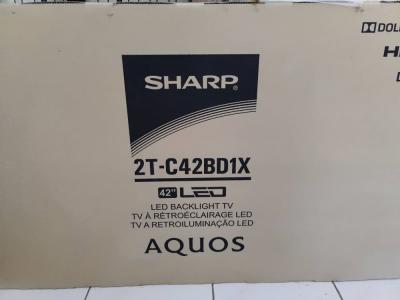 SHARP®
2T-C42BD1X
42" LED
LED BACKLIGHT TV
TV À RÉTROÉCLAIRAGE LED
TV A RETROILUMINAÇÃO LED
AQUOS